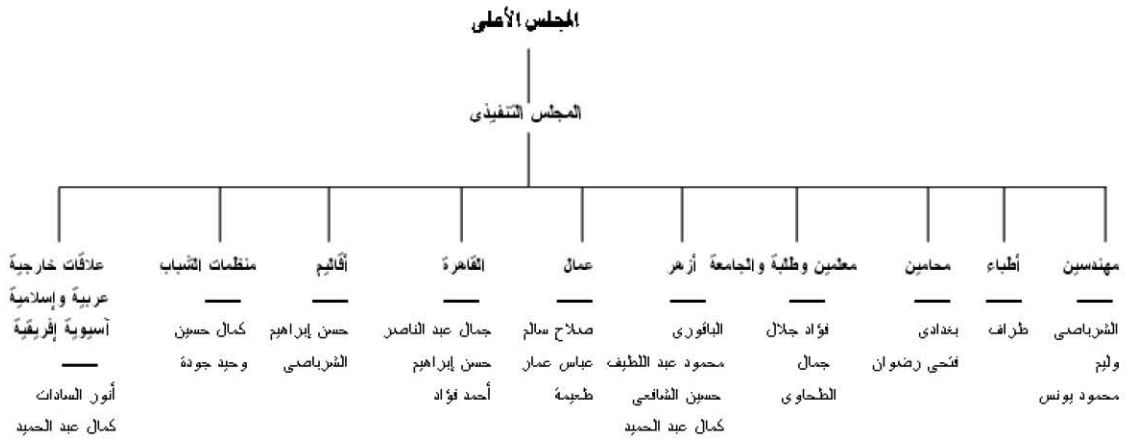 المجلس الأعلى
المجلس التنفيذى
مهندسين
الشرباصى
وليم
محمود يونس
أطباء
طراف
محامين
بغدادى
فتحى رضوان
معلمين وطلبة والجامعة
فؤاد جلال
جمال
الطحاوى
أزهر
الباقورى
محمود عبد اللطيف
حسين الشافعى
كمال عبد الحميد
عمال
صلاح سالم
عباس عمار
طعيمة
القاهرة
جمال عبد الناصر
حسن إبراهيم
أحمد فؤاد
أقاليم
حسن إبراهيم
الشرباصى
منظمات الشباب
كمال حسين
وحيد جودة
علاقات خارجية
عربية وإسلامية
آسيوية إفريقية
أنور السادات
كمال عبد الحميد